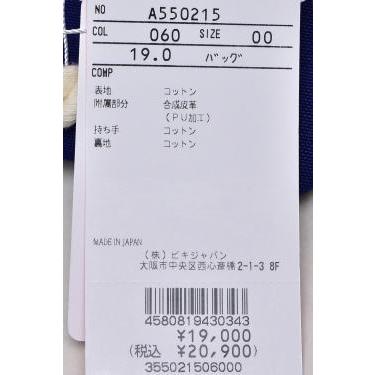 NO A550215
COL 060 SIZE 00
19.0 バッグ
COMP
表地 コットン
附属部分 合成皮革
(PU加工)
持ち手 コットン
裏地 コットン
MADE IN JAPAN
(株)ビキジャパン
大阪市中央区西心斎橋2-1-3 8F
4580819430343
¥19,000
(税込 ¥20,900)
355021506000